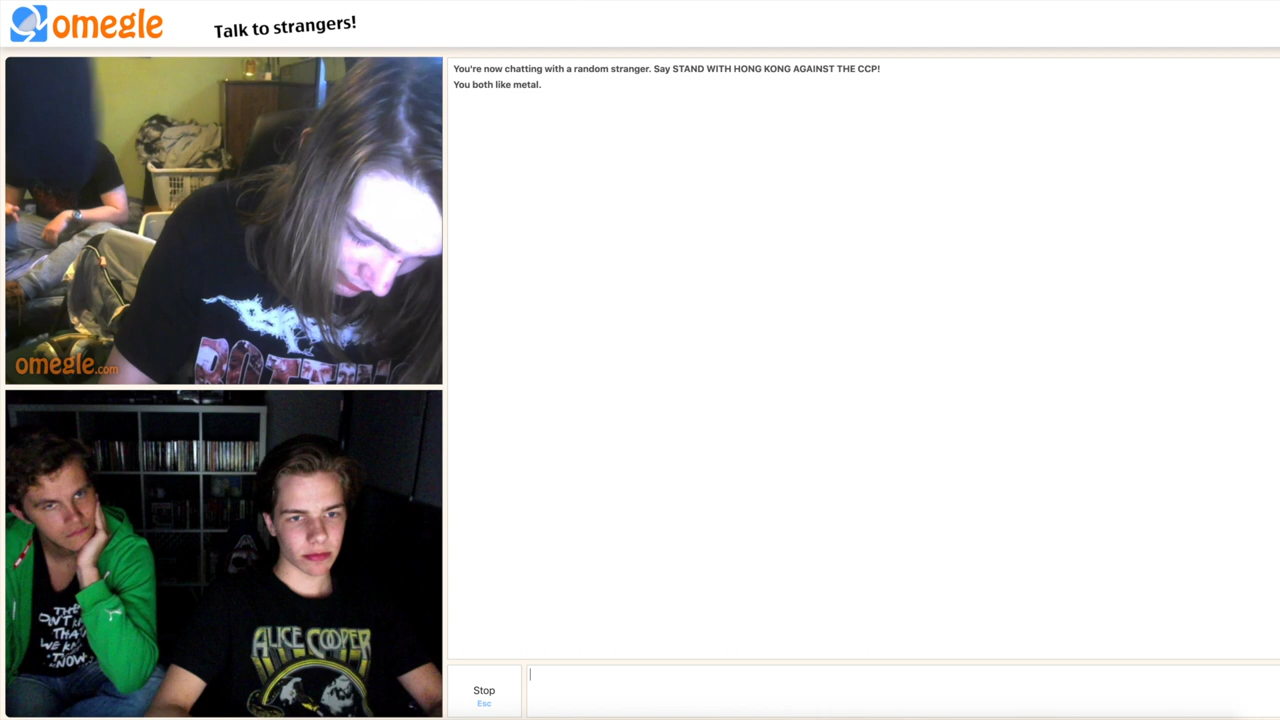 omegle
Talk to strangers!
You're now chatting with a random stranger. Say STAND WITH HONG KONG AGAINST THE CCP!
You both like metal.
omegle.com
ALICE COOPER
NOW
Stop
Esc